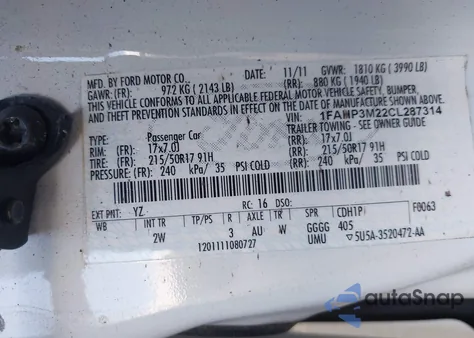 MFD. BY FORD MOTOR CO.
DATE: 11/11 GVWR: 1810 KG ( 3990 LB)
GAWR: (FR): 972 KG ( 2143 LB) (RR): 880 KG ( 1940 LB)
THIS VEHICLE CONFORMS TO ALL APPLICABLE FEDERAL MOTOR VEHICLE SAFETY, BUMPER,
AND THEFT PREVENTION STANDARDS IN EFFECT ON THE DATE OF MANUFACTURE SHOWN ABOVE.
VIN: 1FAMP3M22CL287314
TYPE: Passenger Car TRAILER TOWING - SEE OWNER GUIDE
RIM: (FR) (17x7.0) (RR): (17x7.0)
TIRE: (FR): 215/50R17 91H (RR): 215/50R17 91H
PRESSURE: (FR): 240 kPa/ 35 PSI COLD (RR): 240 kPa/ 35 PSI COLD
EXT PNT: YZ RC: 16 DSO: F0063
WB INT TR TP/PS R AXLE TR SPR CDH1P
2W 3 AU W GGGG 405
1201111080727 UMU 5U5A-3520472-AA
autoSnap